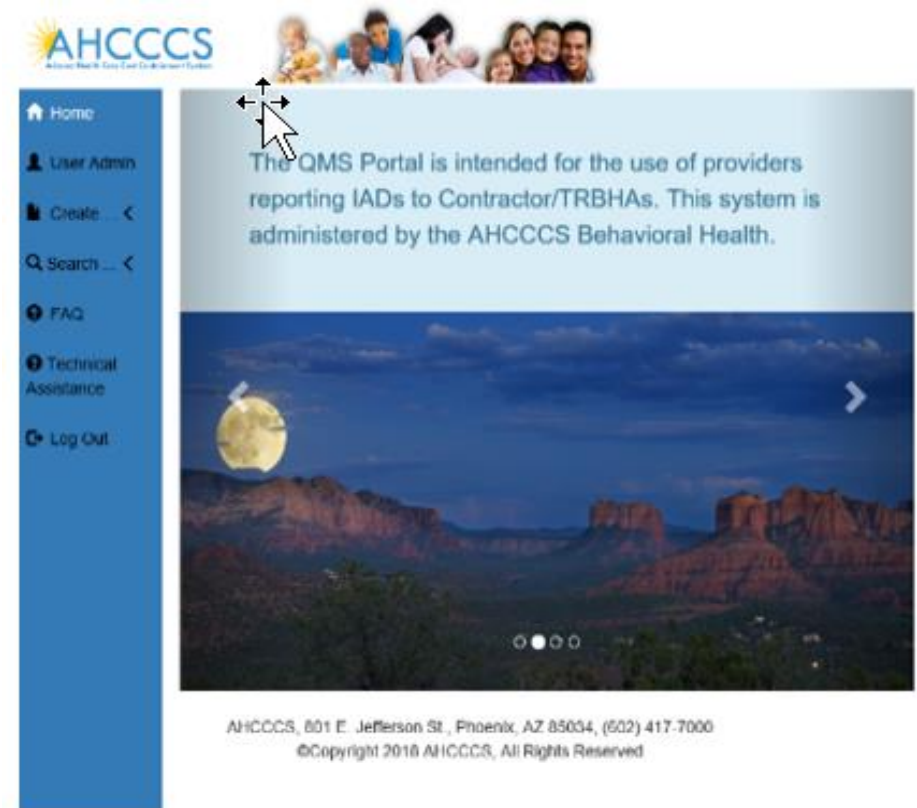 AHCCCS
Home
User Admin
Create ...
Search ...
FAQ
Technical
Assistance
Log Out
The QMS Portal is intended for the use of providers
reporting IADs to Contractor/TRBHAs. This system is
administered by the AHCCCS Behavioral Health.
AHCCCS, 801 E. Jefferson St., Phoenix, AZ 85034, (602) 417-7000
©Copyright 2018 AHCCCS, All Rights Reserved